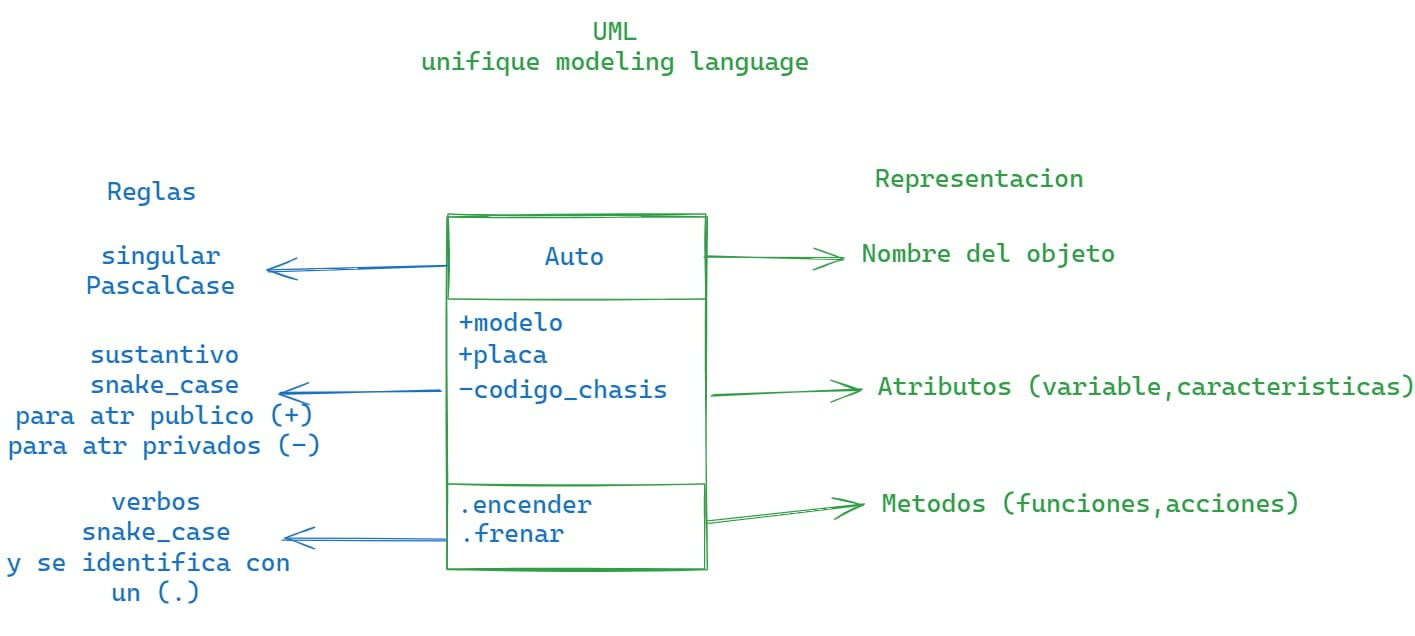 UML
unifique modeling language
Reglas
Representacion
singular
PascalCase
Auto
Nombre del objeto
sustantivo
snake_case
para atr publico (+)
para atr privados (-)
+modelo
+placa
-codigo_chasis
Atributos (variable,caracteristicas)
verbos
snake_case
y se identifica con
un (.)
.encender
.frenar
Metodos (funciones,acciones)